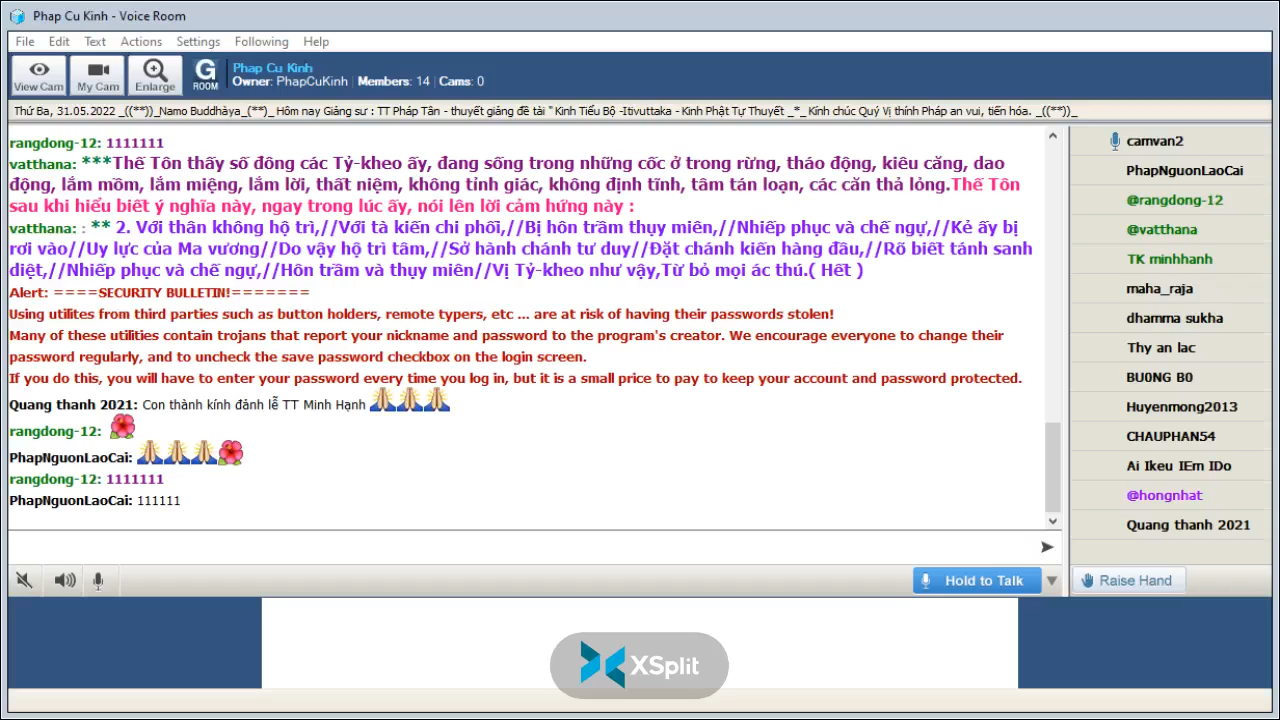 Phap Cu Kinh - Voice Room
File Edit Text Actions Settings Following Help
View Cam My Cam Enlarge G ROOM
Phap Cu Kinh
Owner: PhapCuKinh | Members: 14 | Cams: 0
Thứ Ba, 31.05.2022 _((**))_Namo Buddhàya_(**)_ Hôm nay Giảng sư : TT Pháp Tân - thuyết giảng đề tài " Kinh Tiểu Bộ -Itivuttaka - Kinh Phật Tự Thuyết _*_ Kính chúc Quý Vị thính Pháp an vui, tiến hóa. _((**))_
rangdong-12: 1111111
vatthana: ***Thế Tôn thấy số đông các Tỷ-kheo ấy, đang sống trong những cốc ở trong rừng, tháo động, kiêu căng, dao
động, lắm mồm, lắm miệng, lắm lời, thất niệm, không tỉnh giác, không định tĩnh, tâm tán loạn, các căn thả lỏng.Thế Tôn
sau khi hiểu biết ý nghĩa này, ngay trong lúc ấy, nói lên lời cảm hứng này :
vatthana: : ** 2. Với thân không hộ trì,//Với tà kiến chi phối,//Bị hôn trầm thụy miên,//Nhiếp phục và chế ngự,//Kẻ ấy bị
rơi vào//Uy lực của Ma vương//Do vậy hộ trì tâm,//Sở hành chánh tư duy//Đặt chánh kiến hàng đầu,//Rõ biết tánh sanh
diệt,//Nhiếp phục và chế ngự,//Hôn trầm và thụy miên//Vị Tỷ-kheo như vậy,Từ bỏ mọi ác thú.( Hết )
Alert: ====SECURITY BULLETIN!=======
Using utilites from third parties such as button holders, remote typers, etc ... are at risk of having their passwords stolen!
Many of these utilities contain trojans that report your nickname and password to the program's creator. We encourage everyone to change their
password regularly, and to uncheck the save password checkbox on the login screen.
If you do this, you will have to enter your password every time you log in, but it is a small price to pay to keep your account and password protected.
Quang thanh 2021: Con thành kính đảnh lễ TT Minh Hạnh
rangdong-12:
PhapNguonLaoCai:
rangdong-12: 1111111
PhapNguonLaoCai: 111111
Hold to Talk
camvan2
PhapNguonLaoCai
@rangdong-12
@vatthana
TK minhhanh
maha_raja
dhamma sukha
Thy an lac
BU0NG B0
Huyenmong2013
CHAUPHAN54
Ai Ikeu IEm IDo
@hongnhat
Quang thanh 2021
Raise Hand
XSplit